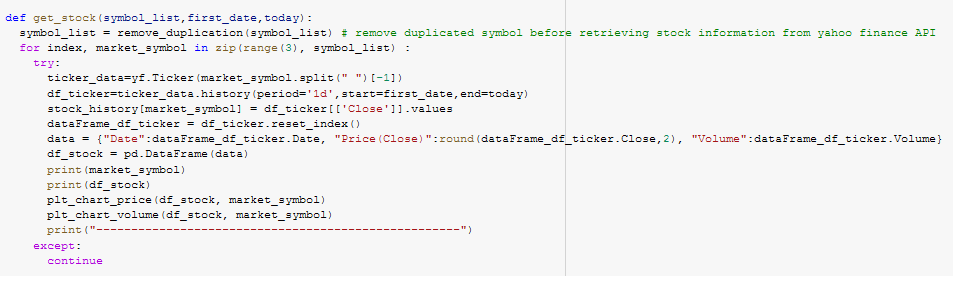 def get_stock(symbol_list,first_date,today):
  symbol_list = remove_duplication(symbol_list) # remove duplicated symbol before retrieving stock information from yahoo finance API
  for index, market_symbol in zip(range(3), symbol_list) :
    try:
      ticker_data=yf.Ticker(market_symbol.split(" ")[-1])
      df_ticker=ticker_data.history(period='1d',start=first_date,end=today)
      stock_history[market_symbol] = df_ticker[['Close']].values
      dataFrame_df_ticker = df_ticker.reset_index()
      data = {"Date":dataFrame_df_ticker.Date, "Price(Close)":round(dataFrame_df_ticker.Close,2), "Volume":dataFrame_df_ticker.Volume}
      df_stock = pd.DataFrame(data)
      print(market_symbol)
      print(df_stock)
      plt_chart_price(df_stock, market_symbol)
      plt_chart_volume(df_stock, market_symbol)
      print("----------------------------------------------------")
    except:
      continue